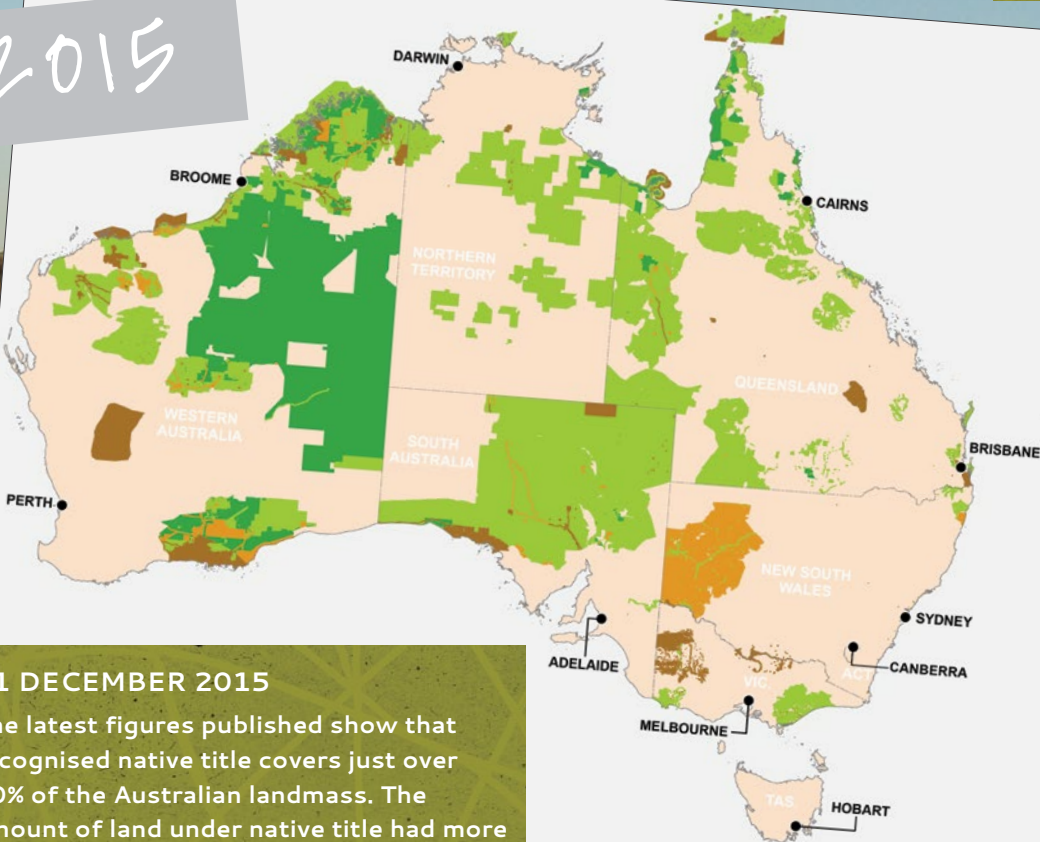 2015
DARWIN
BROOME
CAIRNS
NORTHERN
TERRITORY
QUEENSLAND
WESTERN
AUSTRALIA
SOUTH
AUSTRALIA
BRISBANE
PERTH
NEW SOUTH
WALES
SYDNEY
ADELAIDE
CANBERRA
ACT
VIC.
MELBOURNE
TAS.
HOBART
1 DECEMBER 2015
latest figures published show that
native title covers just over
of the Australian landmass. The
of land under native title had more